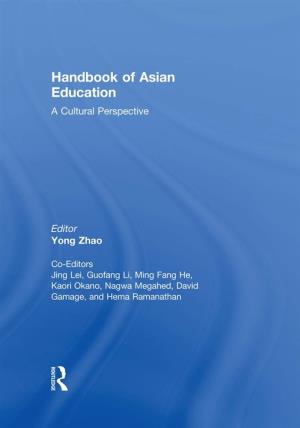 Handbook of Asian
Education
A Cultural Perspective
Editor
Yong Zhao
Co-Editors
Jing Lei, Guofang Li, Ming Fang He,
Kaori Okano, Nagwa Megahed, David
Gamage, and Hema Ramanathan
ROUTLEDGE